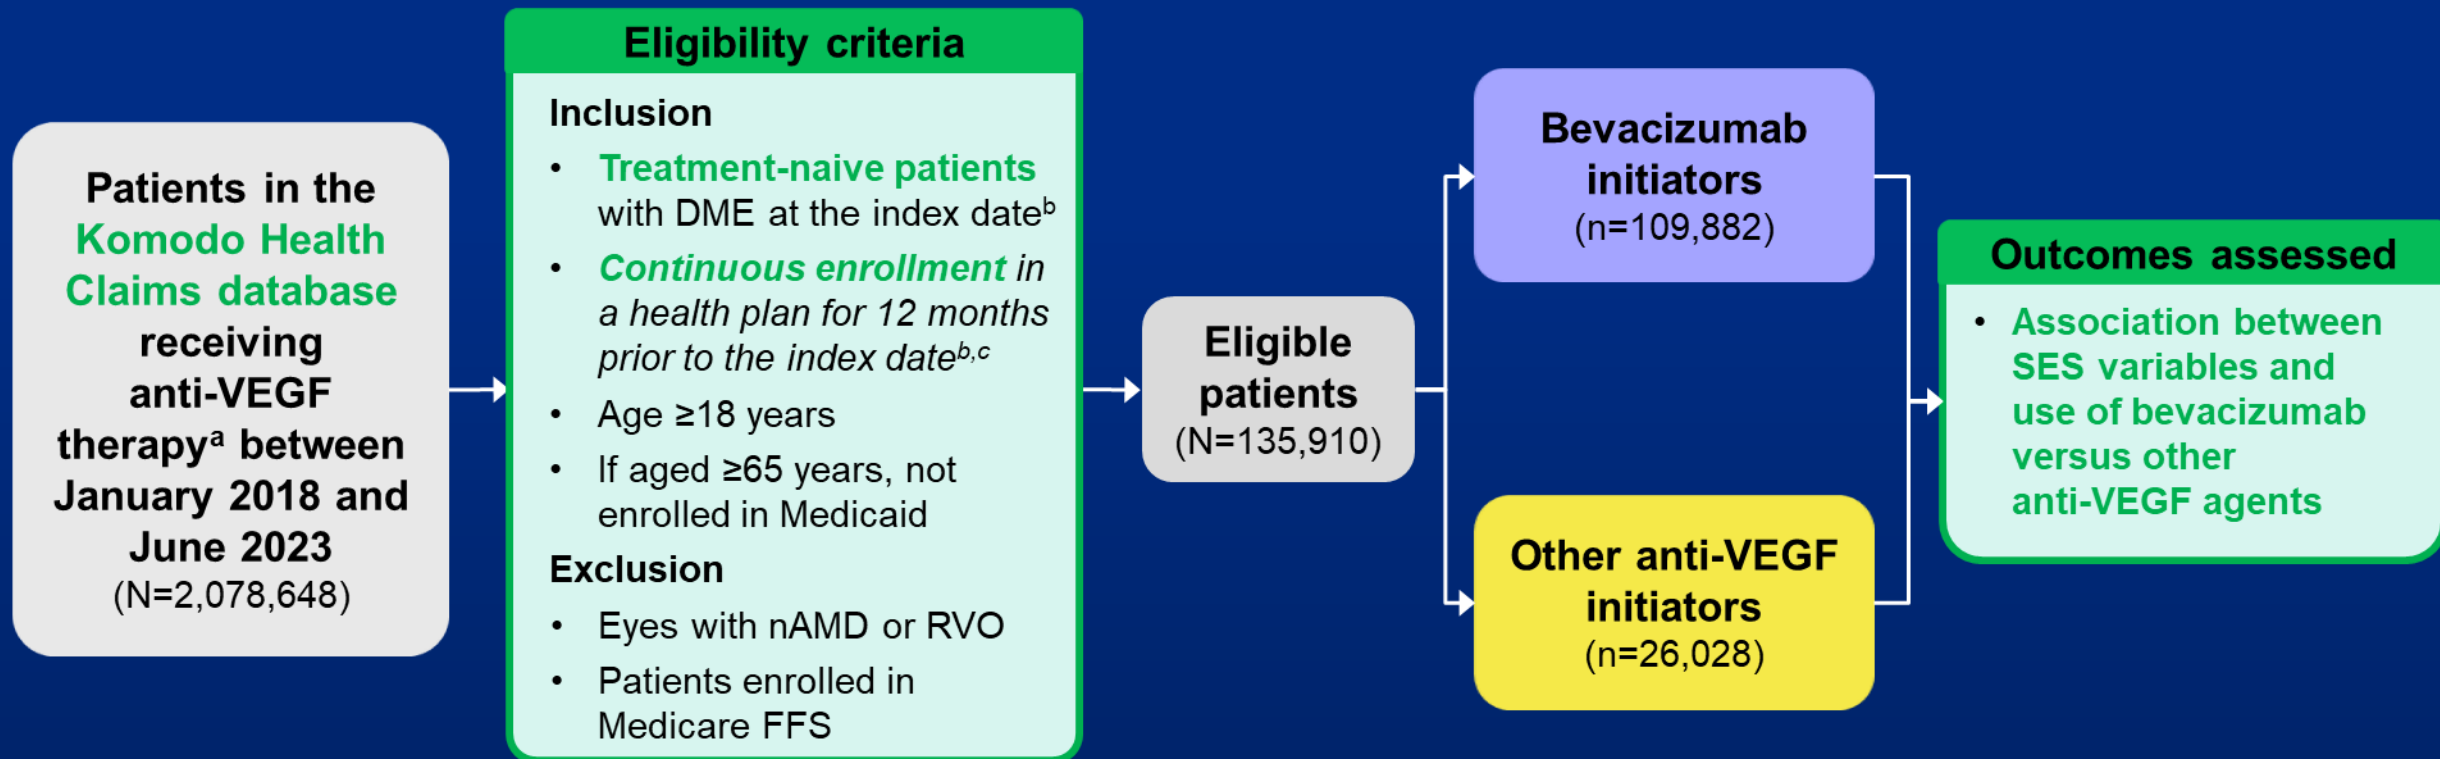 Patients in the
Komodo Health
Claims database
receiving
anti-VEGF
therapyᵃ between
January 2018 and
June 2023
(N=2,078,648)
Eligibility criteria
Inclusion
• Treatment-naive patients
with DME at the index dateᵇ
• Continuous enrollment in
a health plan for 12 months
prior to the index dateᵇ,ᶜ
• Age ≥18 years
• If aged ≥65 years, not
enrolled in Medicaid
Exclusion
• Eyes with nAMD or RVO
• Patients enrolled in
Medicare FFS
Eligible
patients
(N=135,910)
Bevacizumab
initiators
(n=109,882)
Other anti-VEGF
initiators
(n=26,028)
Outcomes assessed
• Association between
SES variables and
use of bevacizumab
versus other
anti-VEGF agents